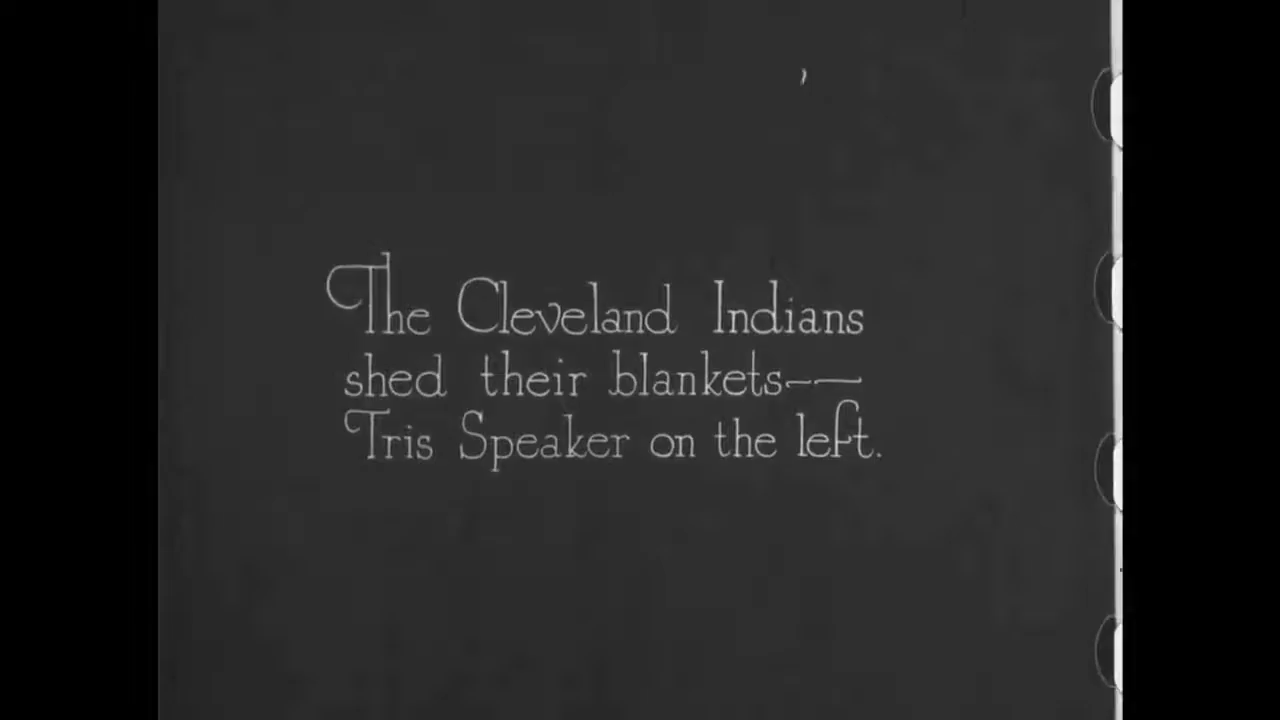 The Cleveland Indians
shed their blankets——
Tris Speaker on the left.